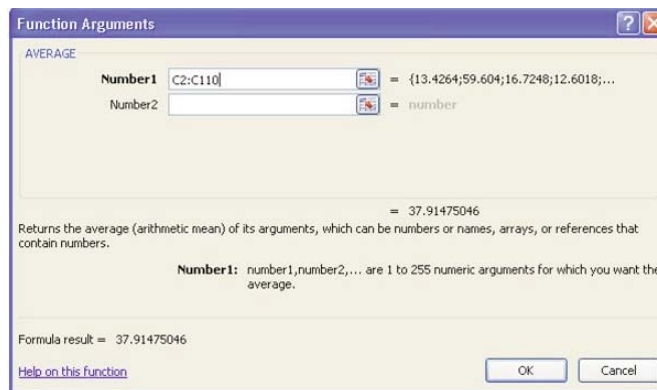 Function Arguments
AVERAGE
Number1 C2:C110 = {13.4264;59.604;16.7248;12.6018;...
Number2 = number
= 37.91475046
Returns the average (arithmetic mean) of its arguments, which can be numbers or names, arrays, or references that
contain numbers.
Number1: number1,number2,... are 1 to 255 numeric arguments for which you want the
average.
Formula result = 37.91475046
Help on this function
OK
Cancel